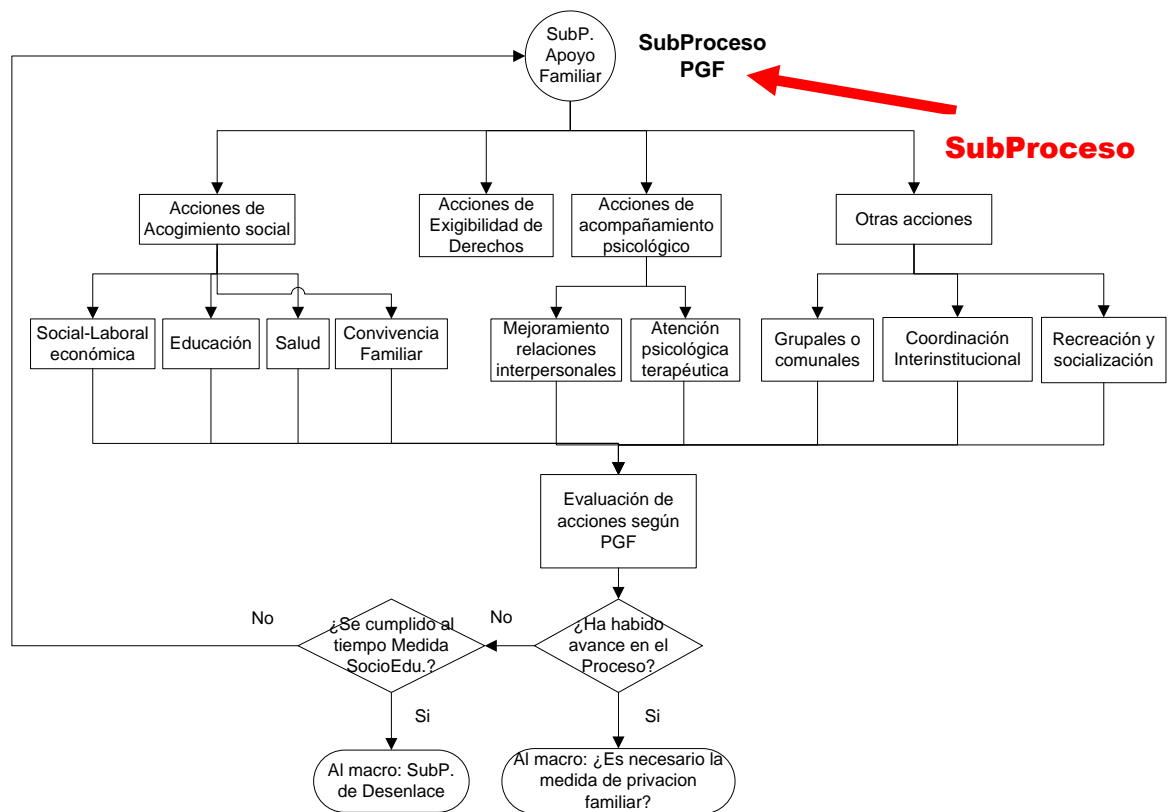 SubP.
Apoyo
Familiar
SubProceso
PGF
SubProceso
Acciones de
Acogimiento social
Acciones de
Exigibilidad de
Derechos
Acciones de
acompañamiento
psicológico
Otras acciones
Social-Laboral
económica
Educación
Salud
Convivencia
Familiar
Mejoramiento
relaciones
interpersonales
Atención
psicológica
terapéutica
Grupales o
comunales
Coordinación
Interinstitucional
Recreación y
socialización
Evaluación de
acciones según
PGF
No
¿Se cumplido al
tiempo Medida
SocioEdu.?
No
¿Ha habido
avance en el
Proceso?
Si
Si
Al macro: SubP.
de Desenlace
Al macro: ¿Es necesario la
medida de privacion
familiar?